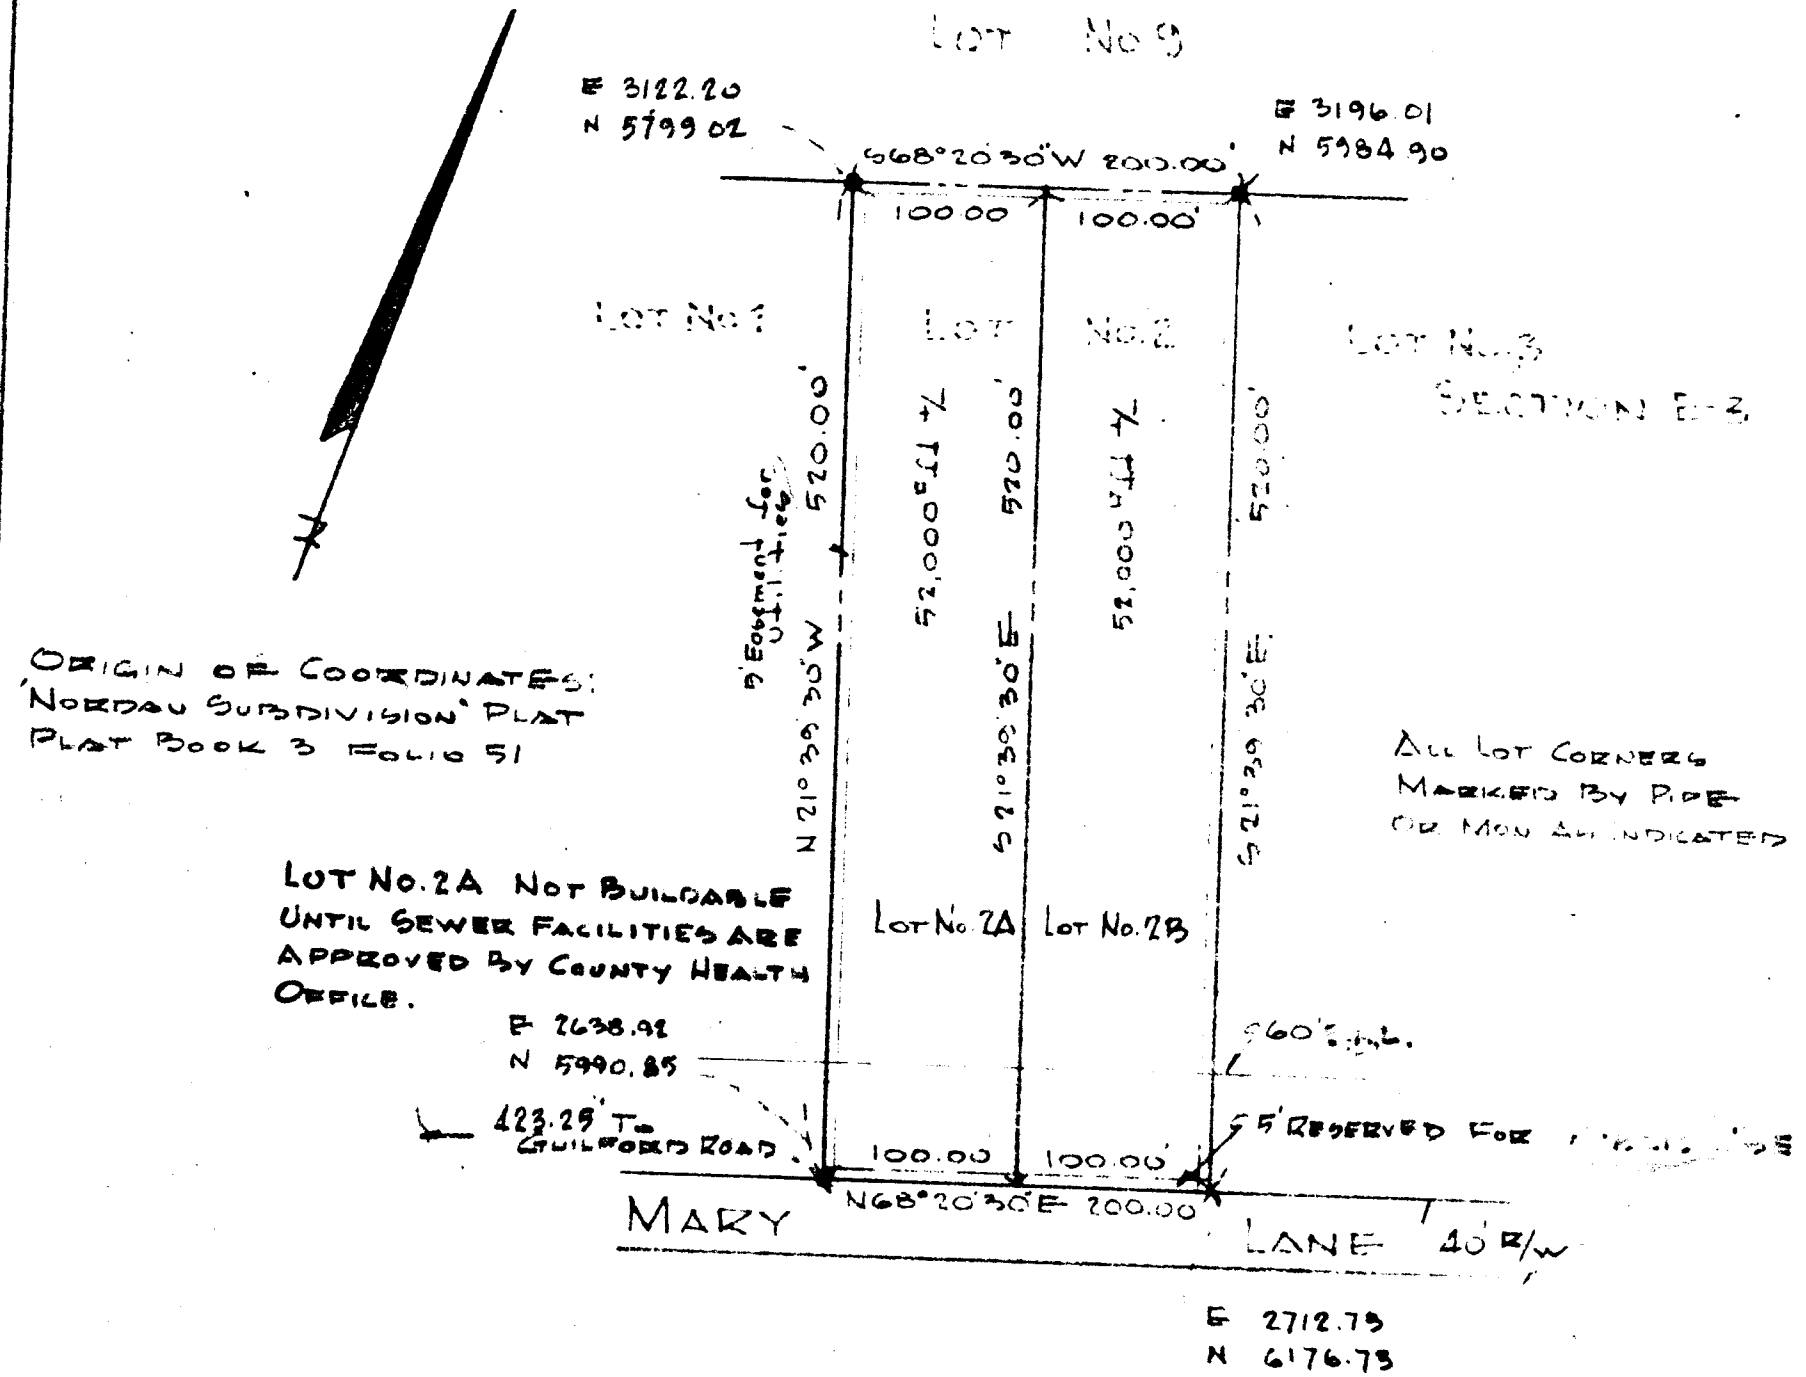 LOT No 9
E 3122.20
N 5799 02
E 3196.01
N 5984 90
S68°20'30"W 200.00'
100.00
100.00'
LOT No 1
LOT No. 2
LOT No. 3
SECTION E-3
520.00'
520.00'
520.00'
52,000 +/-
52,000 +/-
5' Easement for
Utilities
N 21° 39' 30" W
S 21° 39' 30" E
S 21° 39' 30" E
ORIGIN OF COORDINATES:
"NORDAU SUBDIVISION" PLAT
PLAT BOOK 3 FOLIO 51
ALL LOT CORNERS
MARKED BY PIPE
OR MON AS INDICATED
LOT No. 2A NOT BUILDABLE
UNTIL SEWER FACILITIES ARE
APPROVED BY COUNTY HEALTH
OFFICE.
LOT No. 2A
LOT No. 2B
E 2638.92
N 5990.85
60'
423.25' To
GUILFORD ROAD
5' RESERVED FOR
100.00
100.00'
N68°20'30"E 200.00'
MARY LANE 40' R/W
E 2712.73
N 6176.73